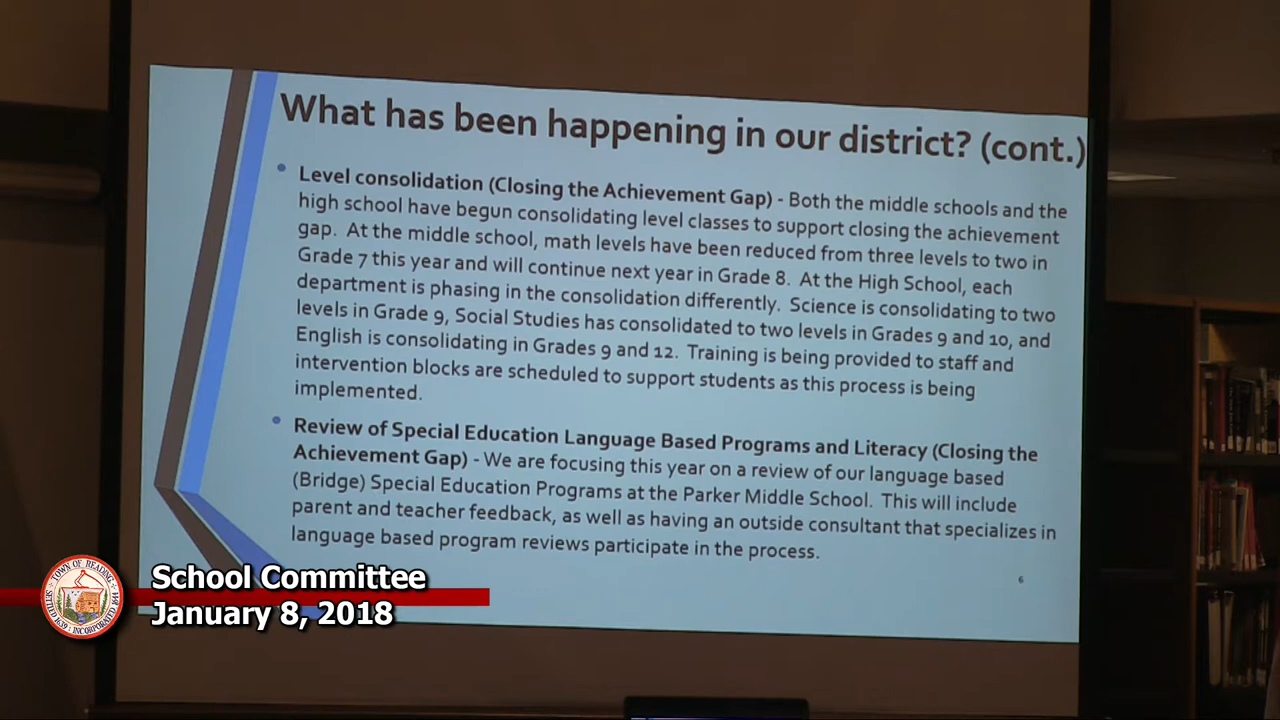 What has been happening in our district? (cont.)
Level consolidation (Closing the Achievement Gap) - Both the middle schools and the
high school have begun consolidating level classes to support closing the achievement
gap. At the middle school, math levels have been reduced from three levels to two in
Grade 7 this year and will continue next year in Grade 8. At the High School, each
department is phasing in the consolidation differently. Science is consolidating to two
levels in Grade 9, Social Studies has consolidated to two levels in Grades 9 and 10, and
English is consolidating in Grades 9 and 12. Training is being provided to staff and
intervention blocks are scheduled to support students as this process is being
implemented.
Review of Special Education Language Based Programs and Literacy (Closing the
Achievement Gap) - We are focusing this year on a review of our language based
(Bridge) Special Education Programs at the Parker Middle School. This will include
parent and teacher feedback, as well as having an outside consultant that specializes in
language based program reviews participate in the process.
6
TOWN OF READING
SETTLED 1639 · INCORPORATED 1644
School Committee
January 8, 2018